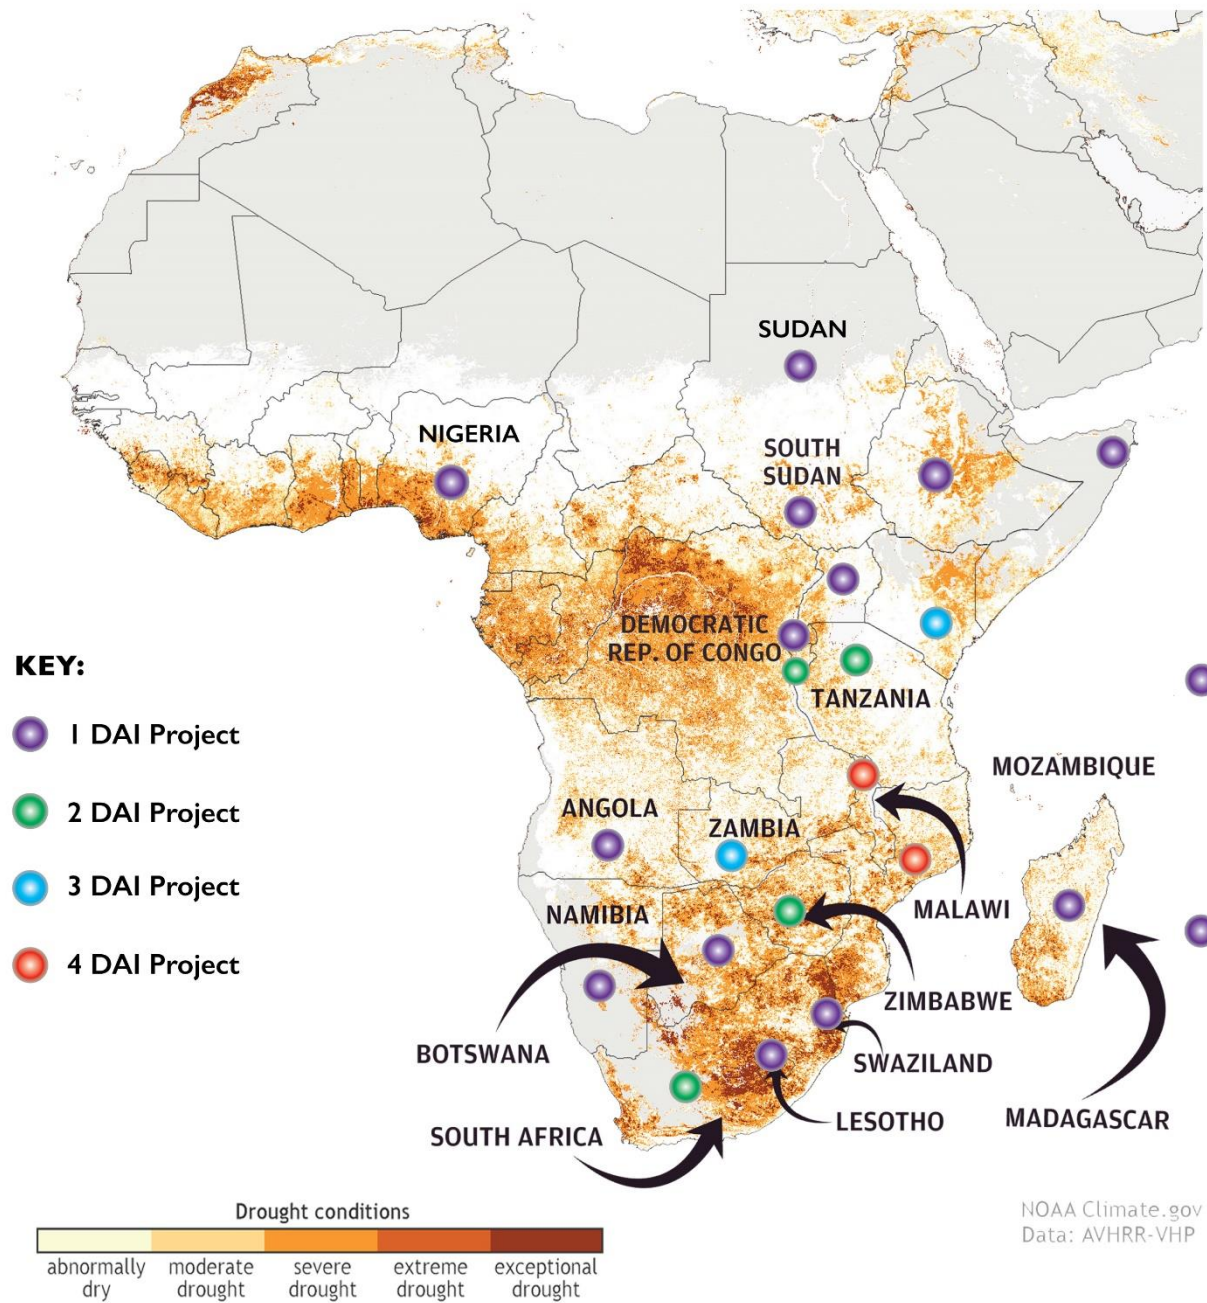 SUDAN
NIGERIA
SOUTH
SUDAN
DEMOCRATIC
REP. OF CONGO
TANZANIA
KEY:
1 DAI Project
2 DAI Project
3 DAI Project
4 DAI Project
MOZAMBIQUE
ANGOLA
ZAMBIA
NAMIBIA
MALAWI
ZIMBABWE
BOTSWANA
SWAZILAND
LESOTHO
MADAGASCAR
SOUTH AFRICA
Drought conditions
abnormally
dry
moderate
drought
severe
drought
extreme
drought
exceptional
drought
NOAA Climate.gov
Data: AVHRR-VHP